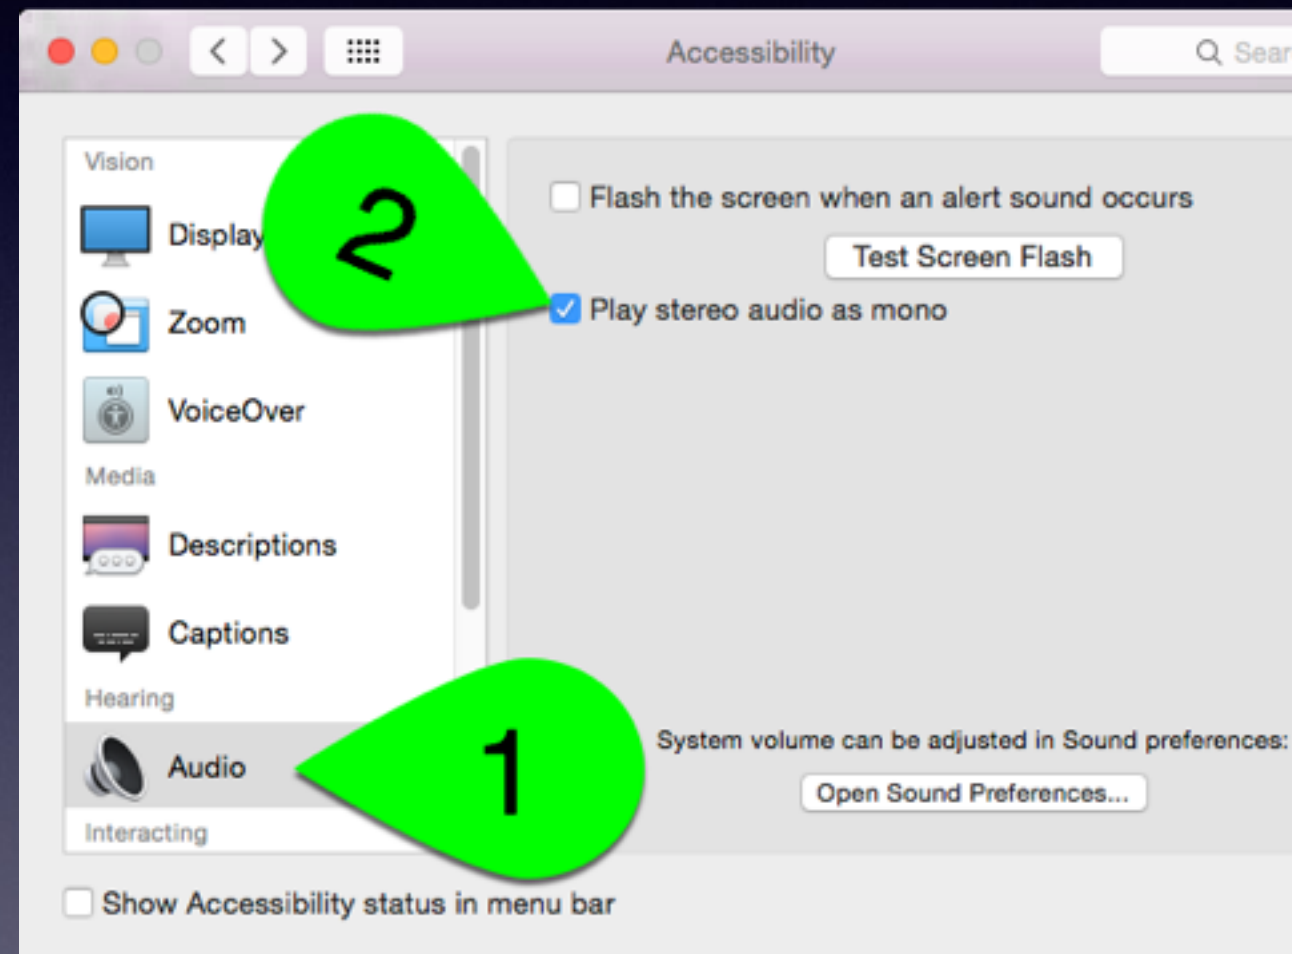 Accessibility
Sear
Vision
Display
Zoom
VoiceOver
Media
Descriptions
Captions
Hearing
Audio
Interacting
2
1
Flash the screen when an alert sound occurs
Test Screen Flash
Play stereo audio as mono
System volume can be adjusted in Sound preferences:
Open Sound Preferences...
Show Accessibility status in menu bar